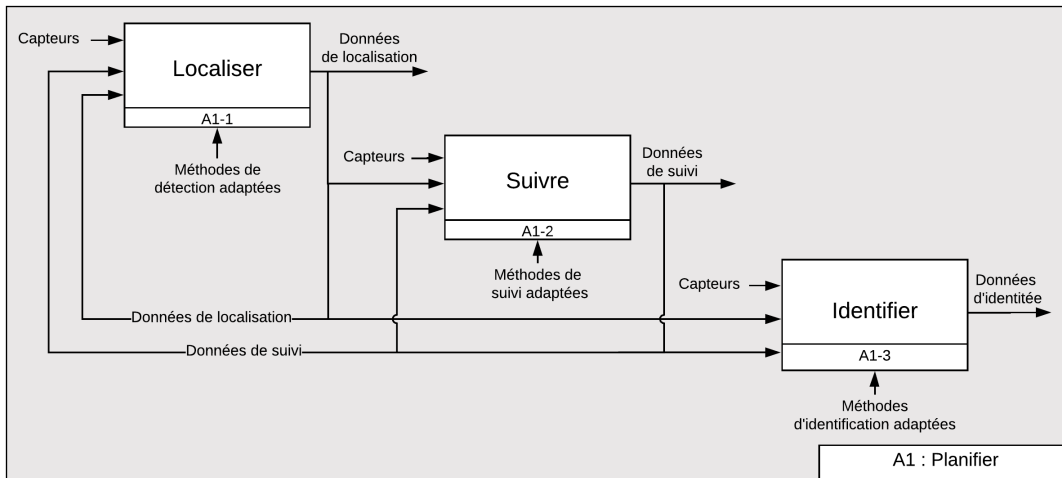 Capteurs
Données
de localisation
Localiser
A1-1
Méthodes de
détection adaptées
Capteurs
Données
de suivi
Suivre
A1-2
Méthodes de
suivi adaptées
Capteurs
Données
d'identitée
Identifier
A1-3
Données de localisation
Données de suivi
Méthodes
d'identification adaptées
A1 : Planifier